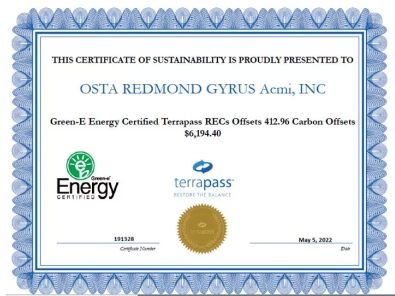 THIS CERTIFICATE OF SUSTAINABILITY IS PROUDLY PRESENTED TO
OSTA REDMOND GYRUS Acmi, INC
Green-E Energy Certified Terrapass RECs Offsets 412.96 Carbon Offsets
$6,194.40
Green-e®
Energy
CERTIFIED
terrapass
RESTORE THE BALANCE
191328
Certificate Number
May 5, 2022
Date